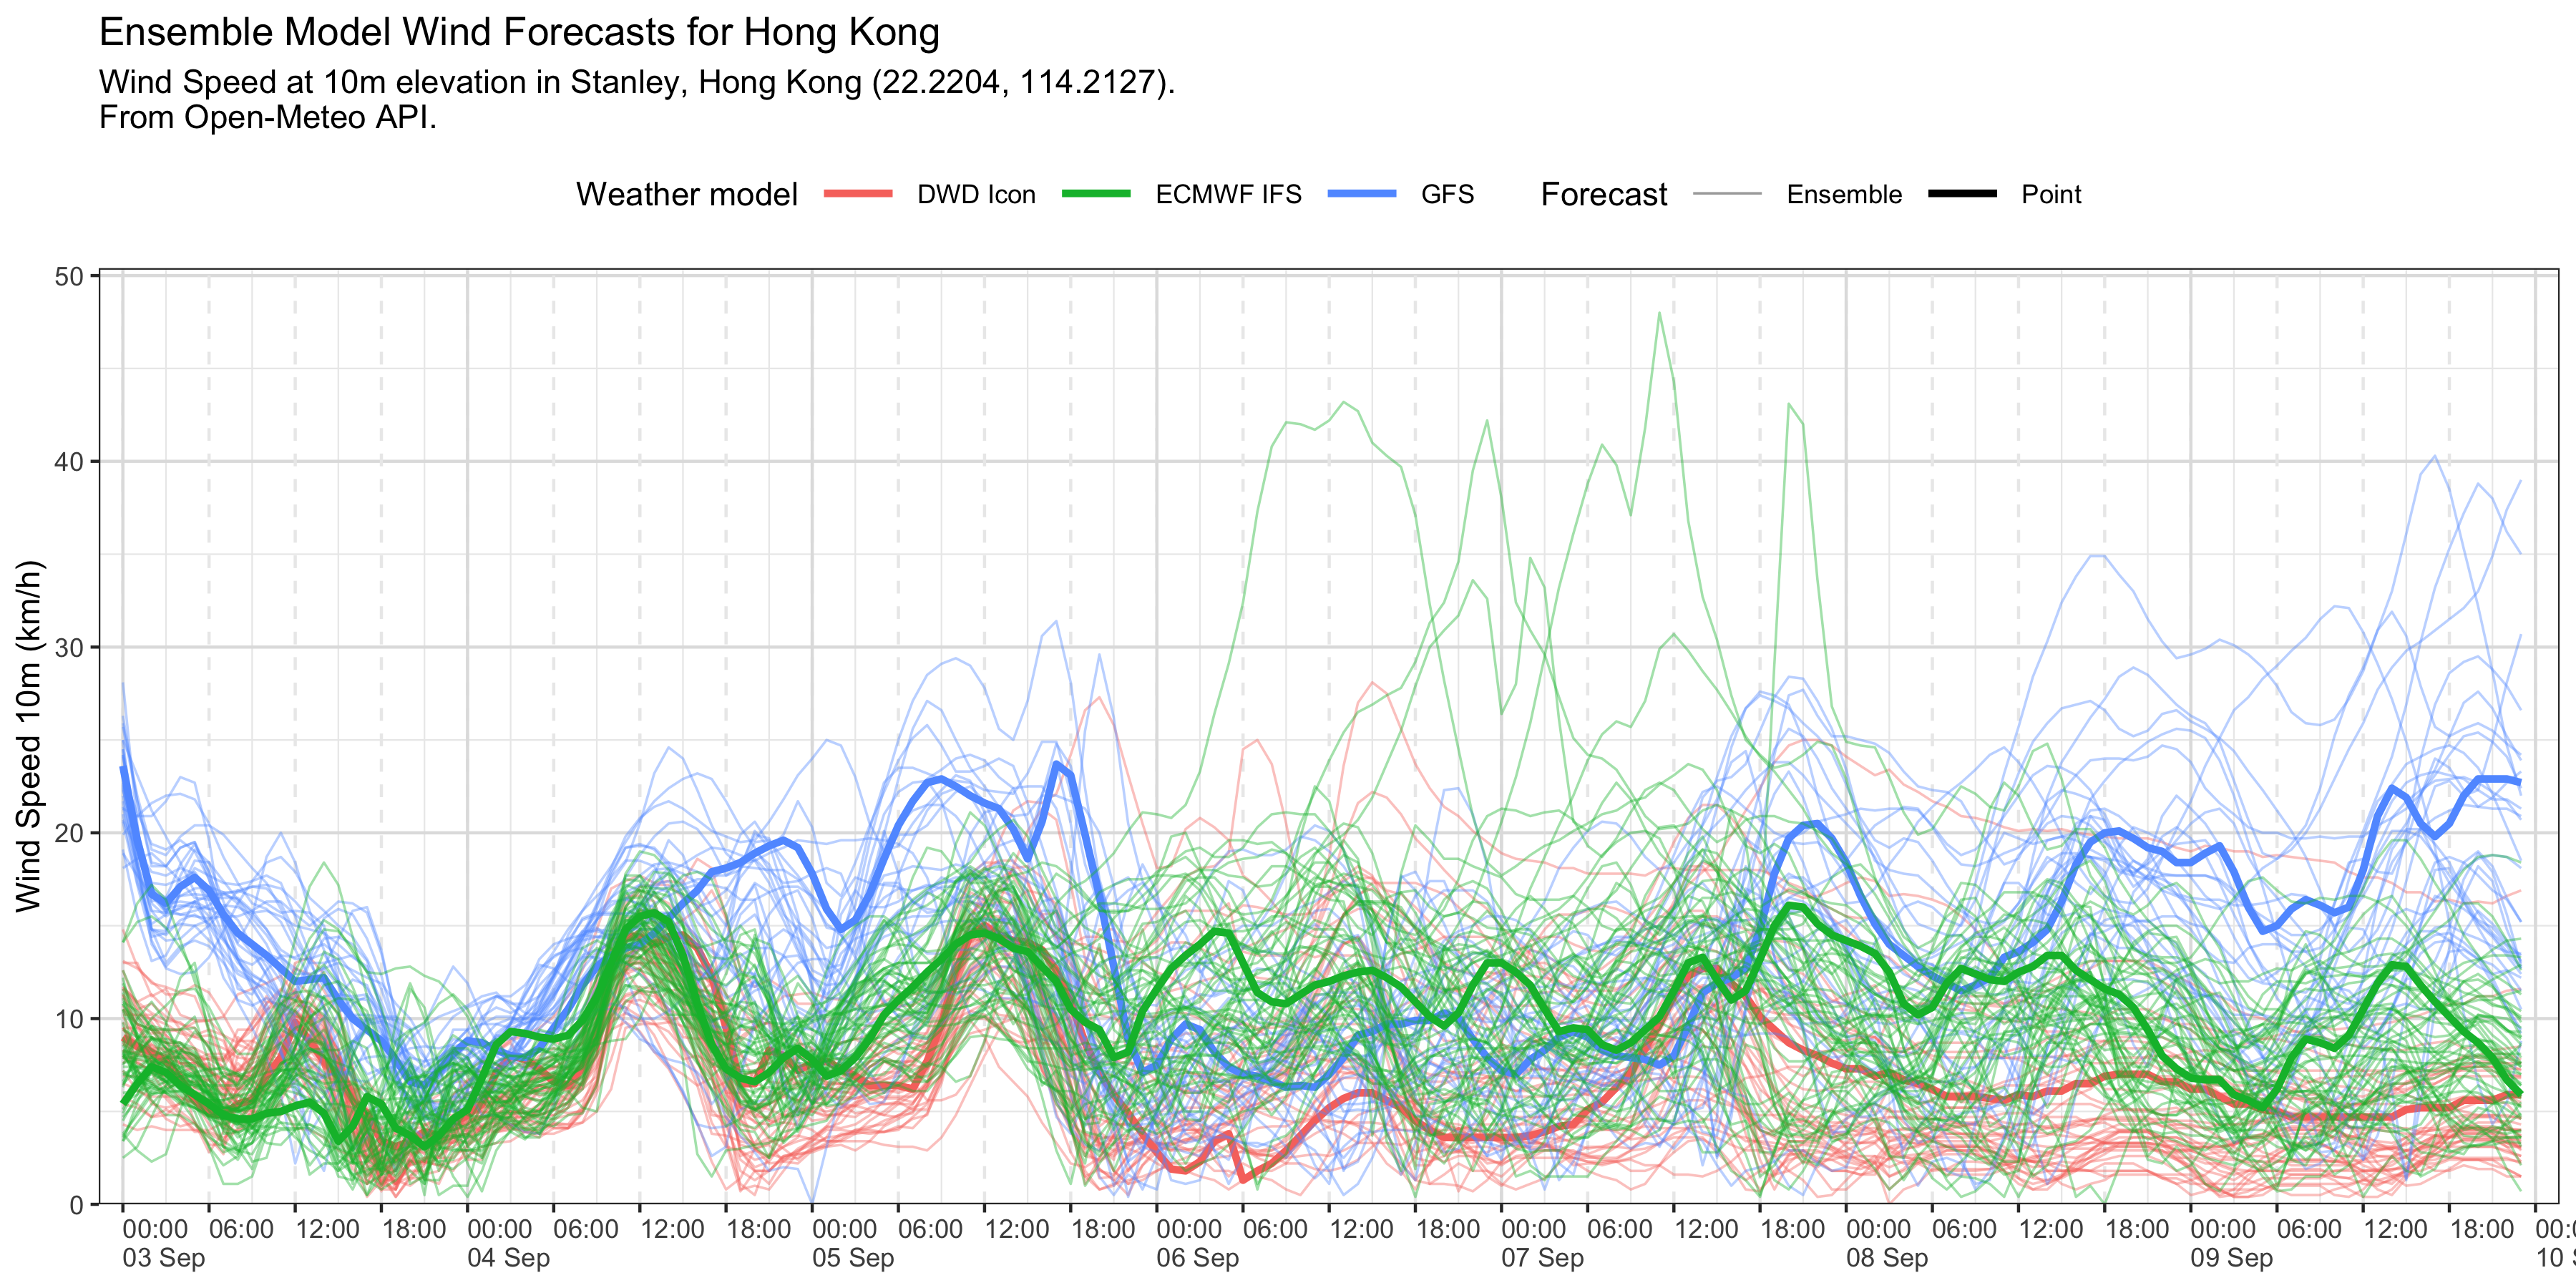 Ensemble Model Wind Forecasts for Hong Kong
Wind Speed at 10m elevation in Stanley, Hong Kong (22.2204, 114.2127).
From Open-Meteo API.
Weather model DWD Icon ECMWF IFS GFS Forecast Ensemble Point
Wind Speed 10m (km/h)
50
40
30
20
10
0
00:00 06:00 12:00 18:00 00:00 06:00 12:00 18:00 00:00 06:00 12:00 18:00 00:00 06:00 12:00 18:00 00:00 06:00 12:00 18:00 00:00 06:00 12:00 18:00 00:00 06:00 12:00 18:00 00:0
03 Sep 04 Sep 05 Sep 06 Sep 07 Sep 08 Sep 09 Sep 10 S